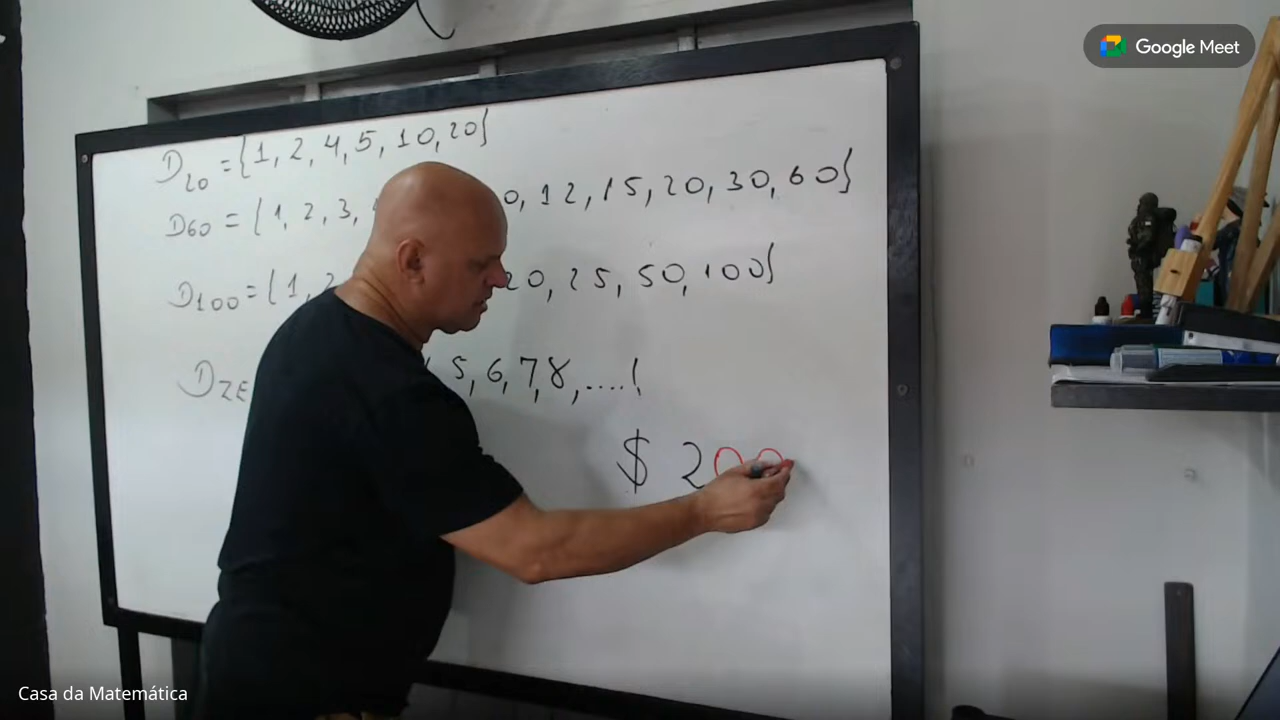 Google Meet
D20 = {1, 2, 4, 5, 10, 20}
D60 = {1, 2, 3, 0, 12, 15, 20, 30, 60}
D100 = {1, 2 20, 25, 50, 100}
DZE 5, 6, 7, 8, ....
$ 200
Casa da Matemática